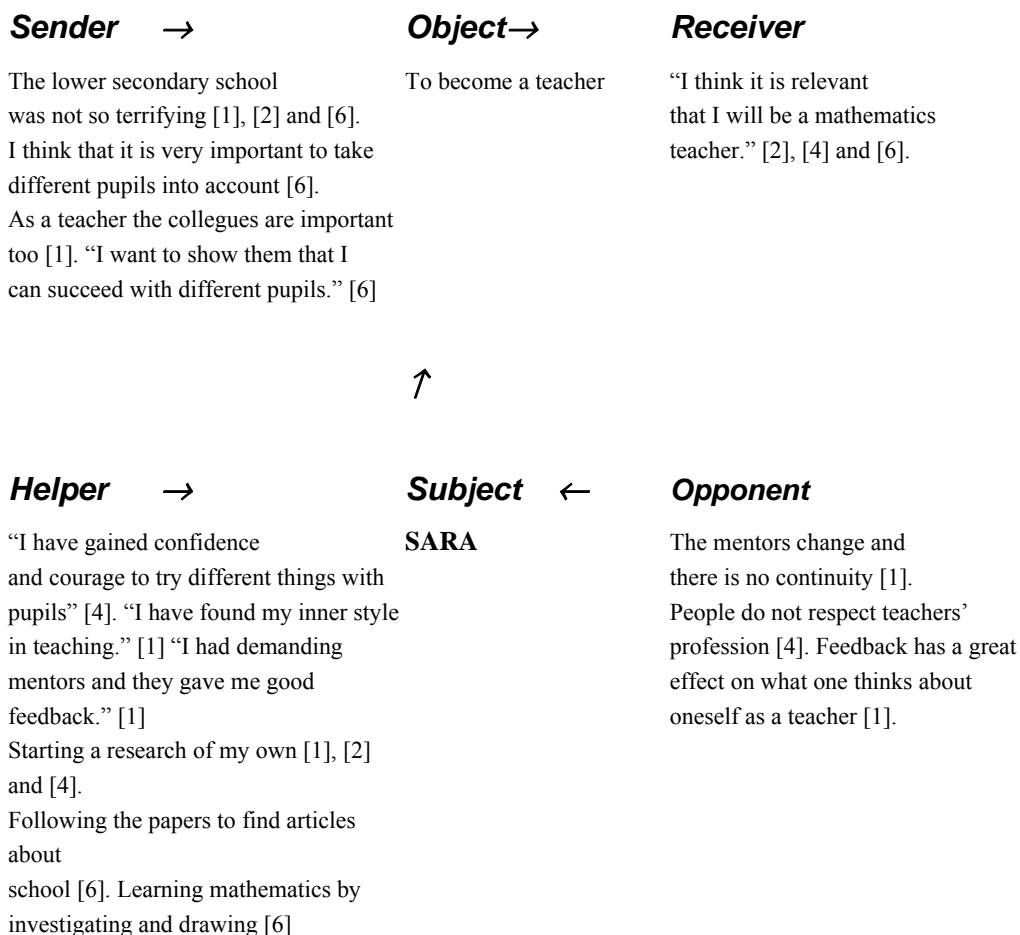 Sender → Object→ Receiver
The lower secondary school
was not so terrifying [1], [2] and [6].
I think that it is very important to take
different pupils into account [6].
As a teacher the collegues are important
too [1]. “I want to show them that I
can succeed with different pupils.” [6]
To become a teacher
“I think it is relevant
that I will be a mathematics
teacher.” [2], [4] and [6].
↑
Helper → Subject ← Opponent
“I have gained confidence
and courage to try different things with
pupils” [4]. “I have found my inner style
in teaching.” [1] “I had demanding
mentors and they gave me good
feedback.” [1]
Starting a research of my own [1], [2]
and [4].
Following the papers to find articles
about
school [6]. Learning mathematics by
investigating and drawing [6]
SARA
The mentors change and
there is no continuity [1].
People do not respect teachers’
profession [4]. Feedback has a great
effect on what one thinks about
oneself as a teacher [1].